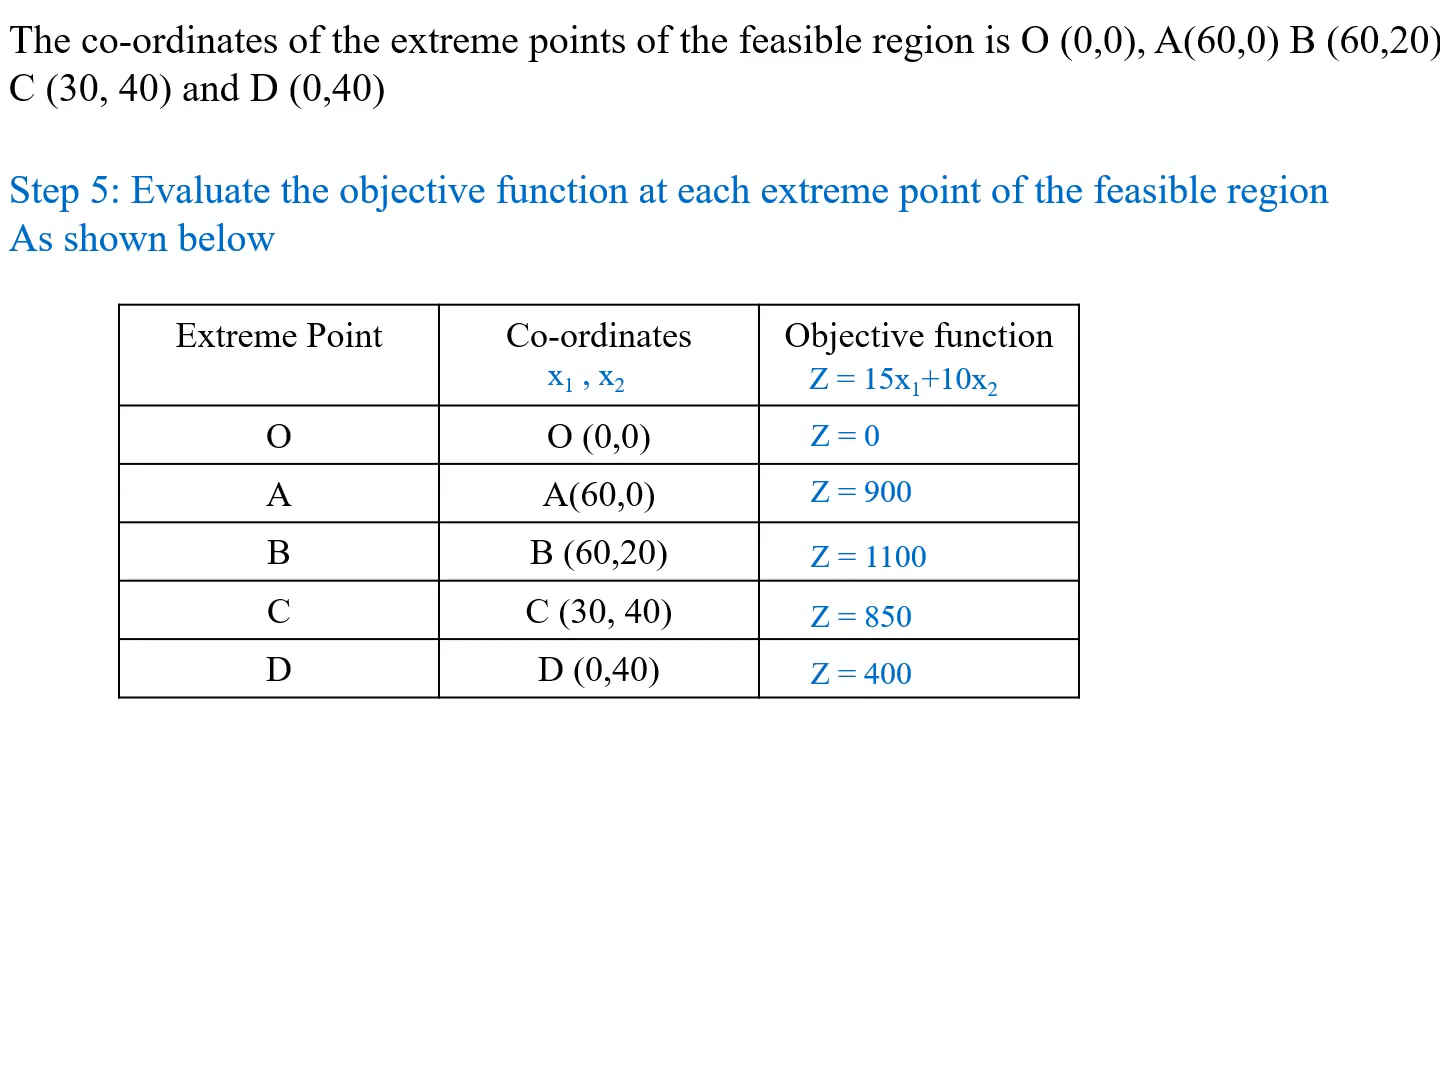 The co-ordinates of the extreme points of the feasible region is O (0,0), A(60,0) B (60,20)
C (30, 40) and D (0,40)
Step 5: Evaluate the objective function at each extreme point of the feasible region
As shown below
Extreme Point Co-ordinates Objective function
x₁ , x₂ Z = 15x₁+10x₂
O O (0,0) Z = 0
A A(60,0) Z = 900
B B (60,20) Z = 1100
C C (30, 40) Z = 850
D D (0,40) Z = 400